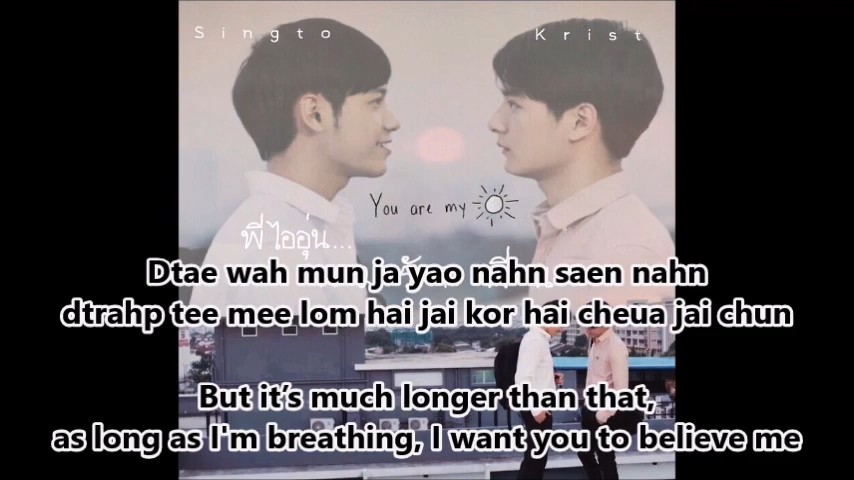 Singto
Krist
You are my
พี่ไออุ่น...
Dtae wah mun ja yao nahn saen nahn
dtrahp tee mee lom hai jai kor hai cheua jai chun
But it’s much longer than that,
as long as I'm breathing, I want you to believe me